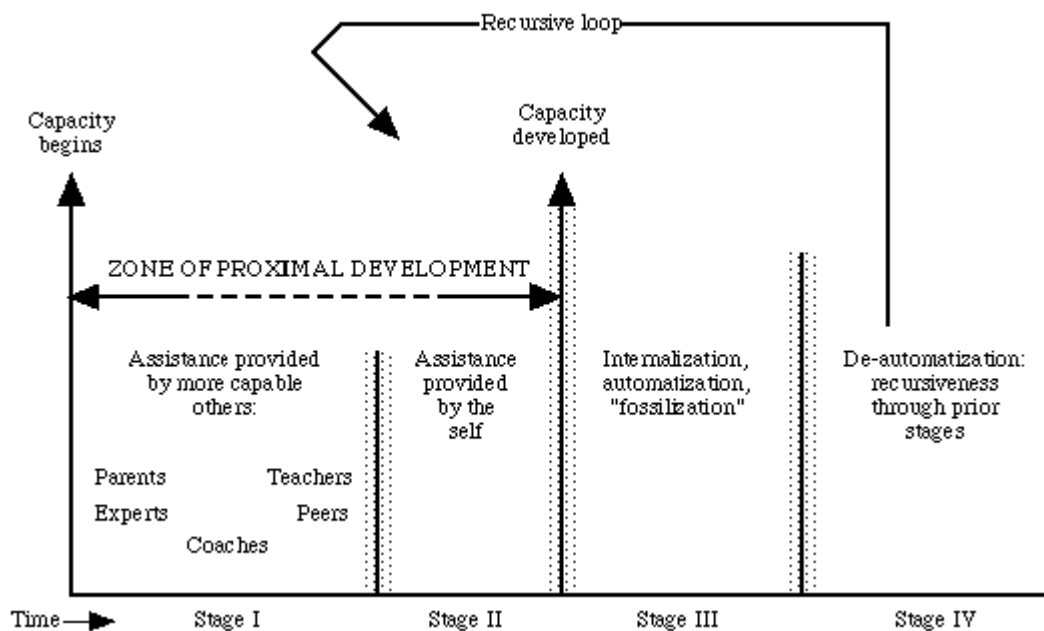 Recursive loop
Capacity
begins
Capacity
developed
ZONE OF PROXIMAL DEVELOPMENT
Assistance provided
by more capable
others:
Parents
Teachers
Experts
Peers
Coaches
Assistance
provided
by the
self
Internalization,
automatization,
"fossilization"
De-automatization:
recursiveness
through prior
stages
Time
Stage I
Stage II
Stage III
Stage IV